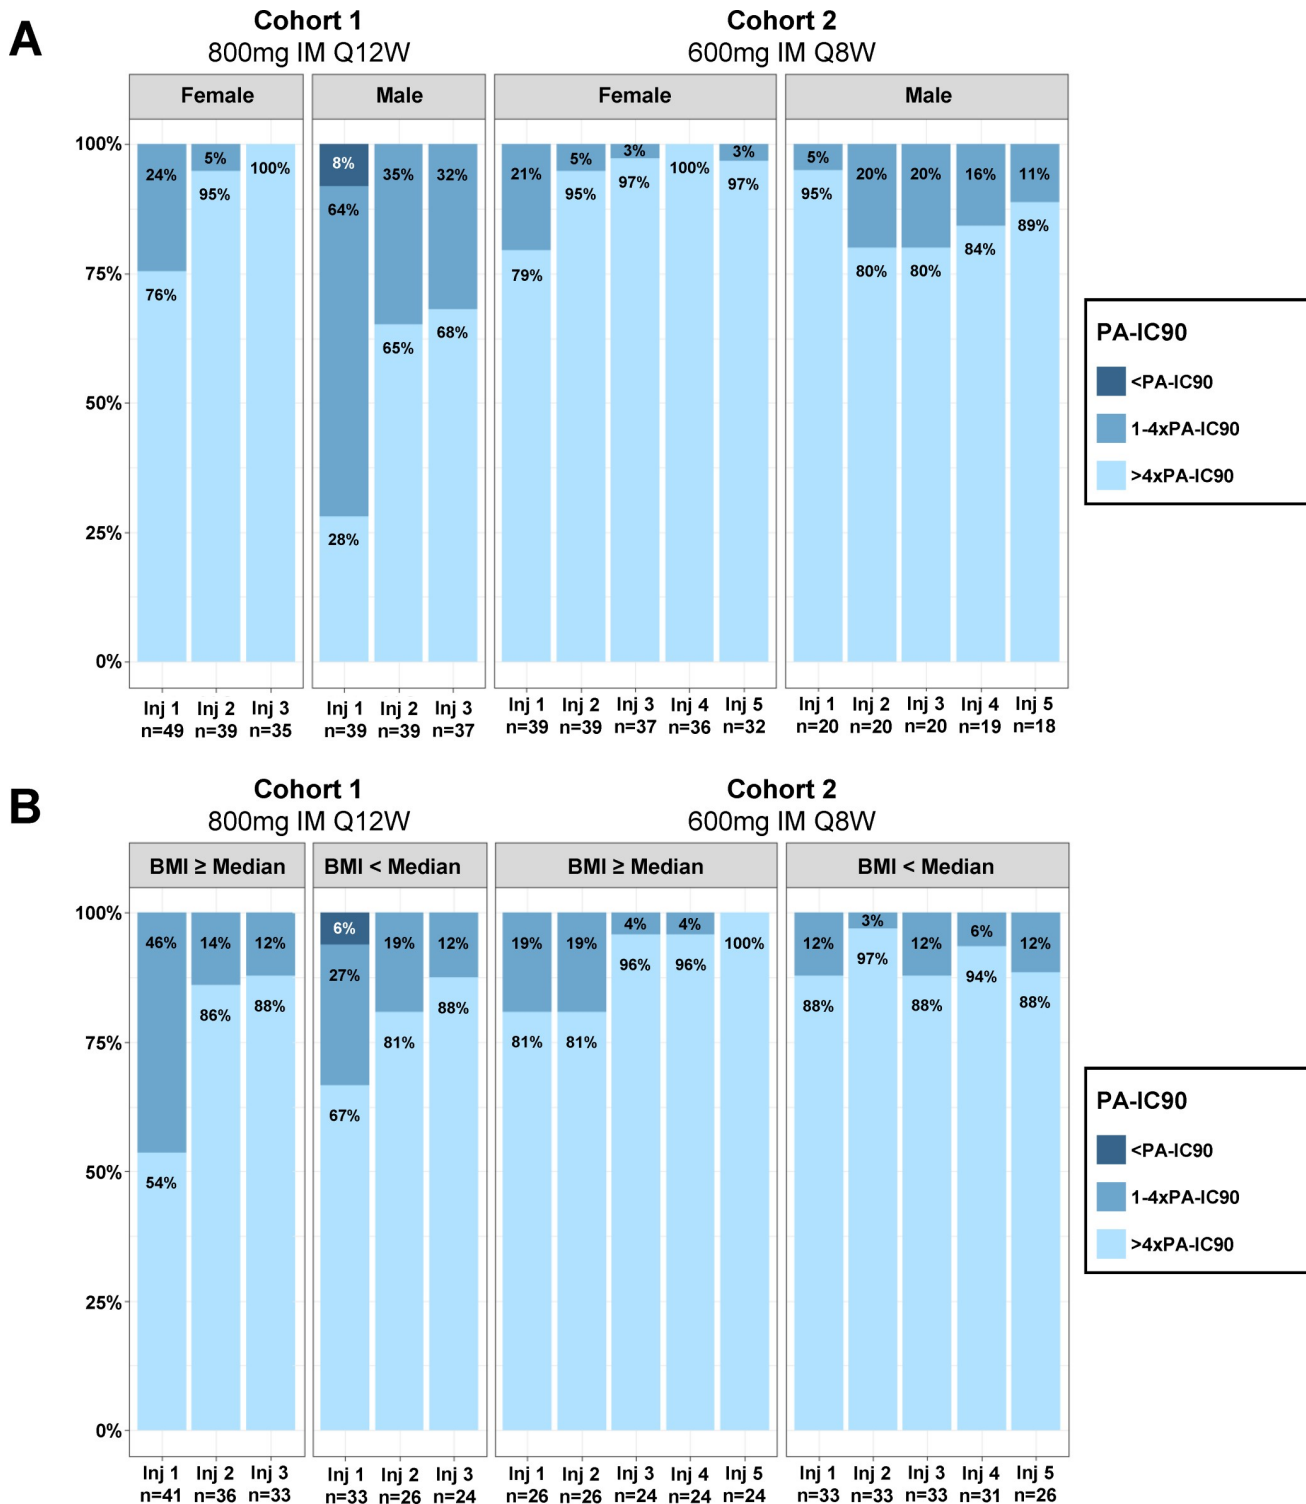 A
Cohort 1
800mg IM Q12W
Cohort 2
600mg IM Q8W
Female Male Female Male
100%
75%
50%
25%
0%
24% 5% 100% 8% 35% 32% 21% 5% 3% 100% 3% 5% 20% 20% 16% 11%
76% 95% 64% 65% 68% 79% 95% 97% 97% 95% 80% 80% 84% 89%
28%
Inj 1 Inj 2 Inj 3 Inj 1 Inj 2 Inj 3 Inj 1 Inj 2 Inj 3 Inj 4 Inj 5 Inj 1 Inj 2 Inj 3 Inj 4 Inj 5
n=49 n=39 n=35 n=39 n=39 n=37 n=39 n=39 n=37 n=36 n=32 n=20 n=20 n=20 n=19 n=18
PA-IC90
<PA-IC90
1-4xPA-IC90
>4xPA-IC90
B
Cohort 1
800mg IM Q12W
Cohort 2
600mg IM Q8W
BMI ≥ Median BMI < Median BMI ≥ Median BMI < Median
100%
75%
50%
25%
0%
46% 14% 12% 6% 19% 12% 19% 19% 4% 4% 100% 12% 3% 12% 6% 12%
54% 86% 88% 27% 81% 88% 81% 81% 96% 96% 88% 97% 88% 94% 88%
67%
Inj 1 Inj 2 Inj 3 Inj 1 Inj 2 Inj 3 Inj 1 Inj 2 Inj 3 Inj 4 Inj 5 Inj 1 Inj 2 Inj 3 Inj 4 Inj 5
n=41 n=36 n=33 n=33 n=26 n=24 n=26 n=26 n=24 n=24 n=24 n=33 n=33 n=33 n=31 n=26
PA-IC90
<PA-IC90
1-4xPA-IC90
>4xPA-IC90